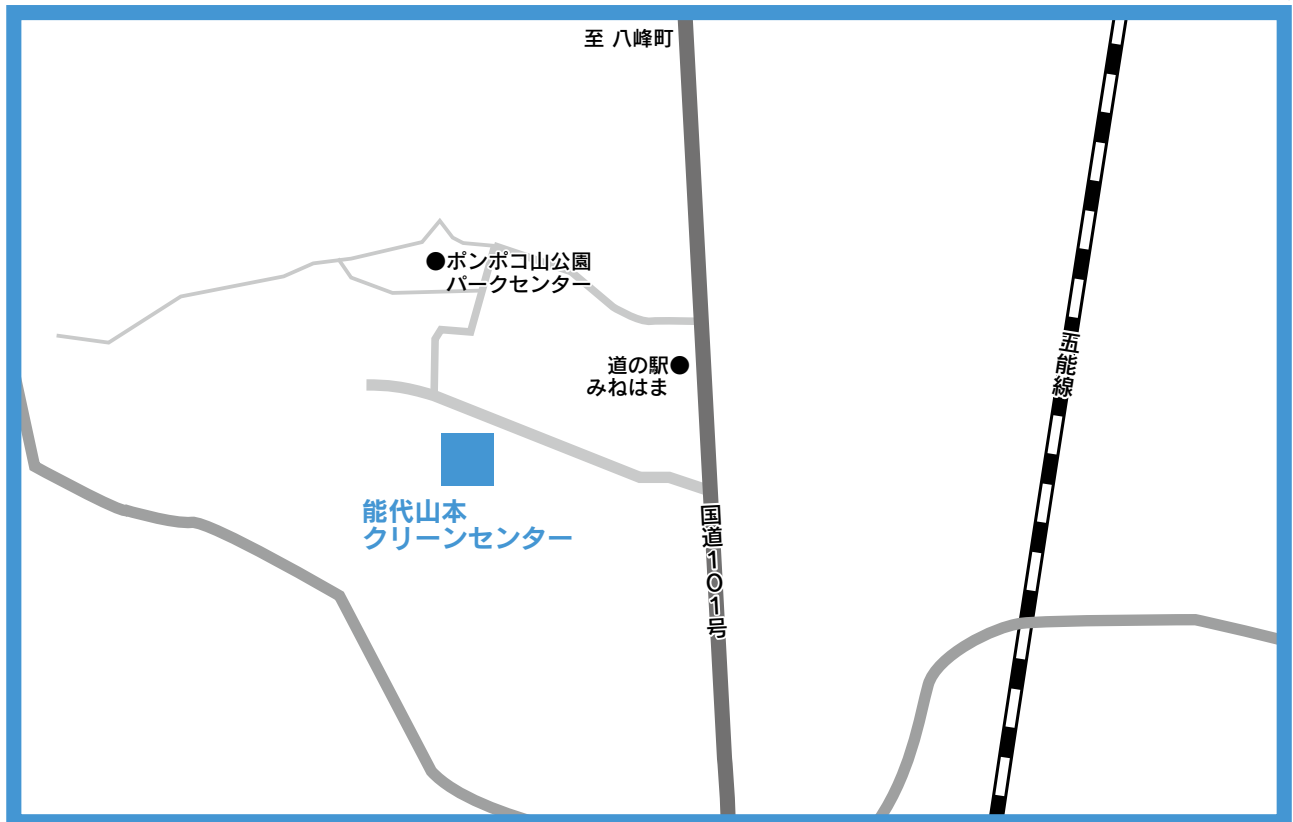 至 八峰町
ポンポコ山公園
パークセンター
道の駅
みねはま
五能線
能代山本
クリーンセンター
国道101号